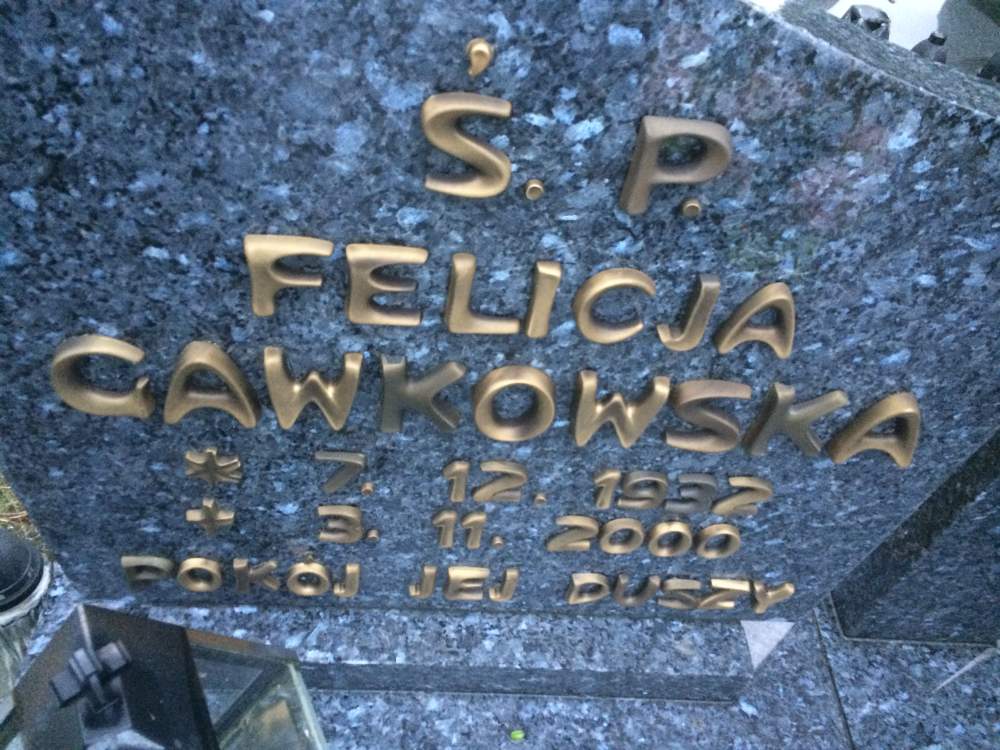 Ś. P.
FELICJA
GAWKOWSKA
* 7. 12. 1932
+ 3. 11. 2000
POKÓJ JEJ DUSZY